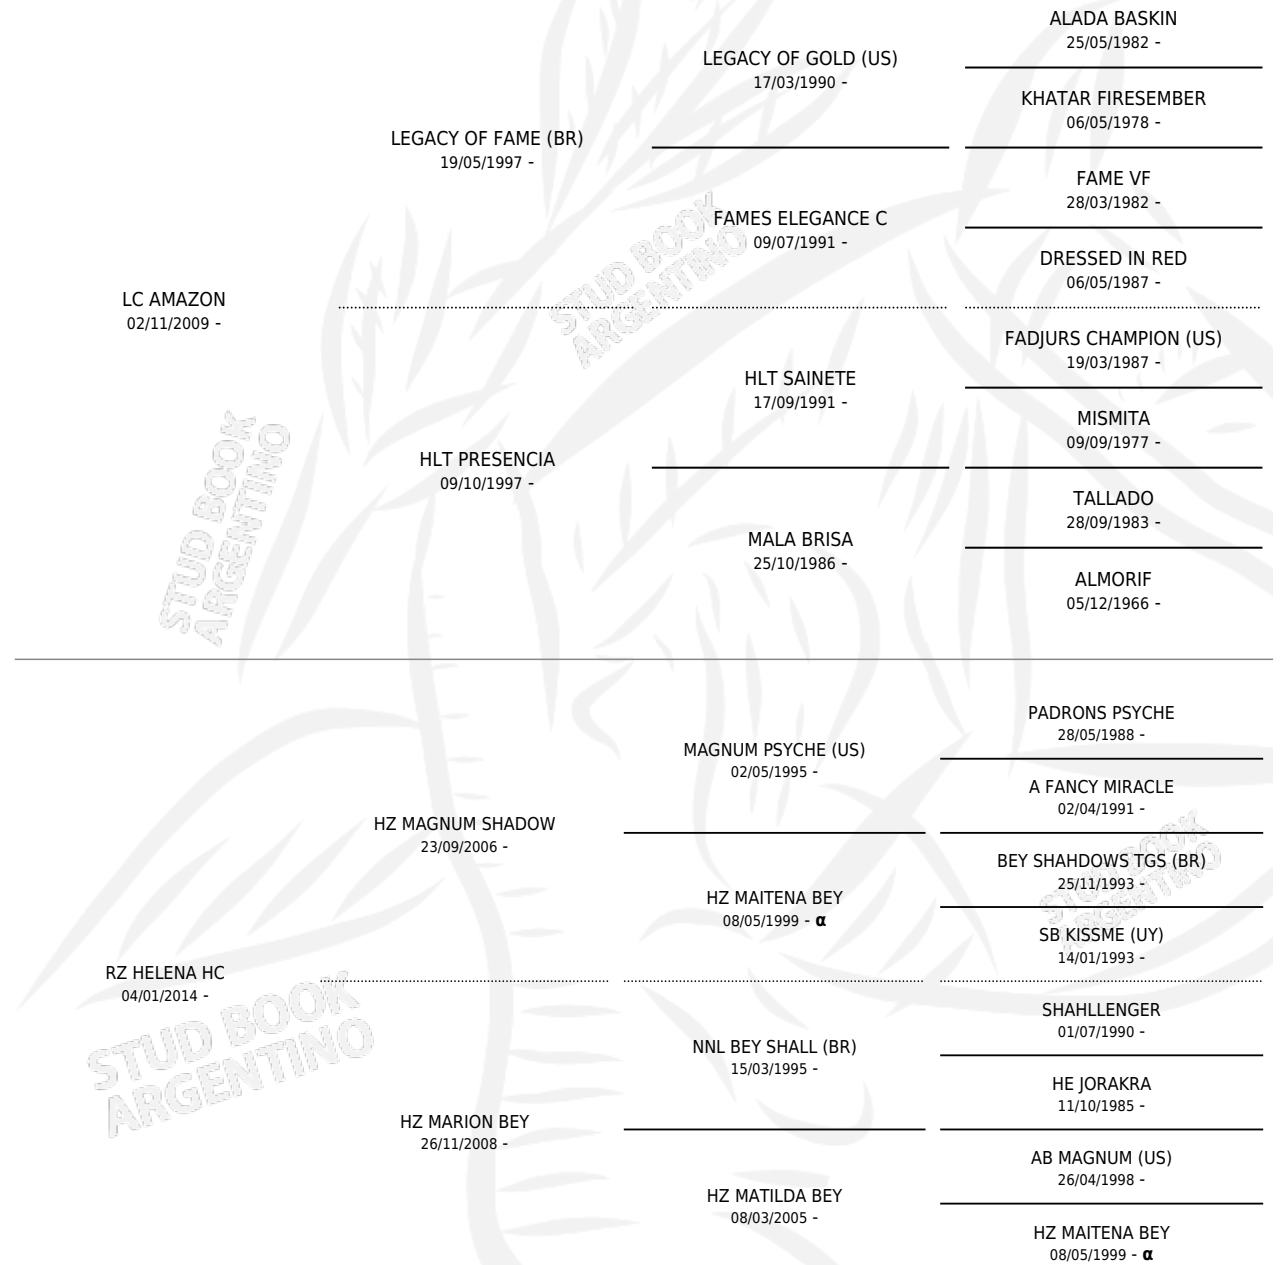 ALADA BASKIN
25/05/1982 -
LEGACY OF GOLD (US)
17/03/1990 -
KHATAR FIRESEMBER
06/05/1978 -
LEGACY OF FAME (BR)
19/05/1997 -
FAME VF
28/03/1982 -
FAMES ELEGANCE C
09/07/1991 -
DRESSED IN RED
06/05/1987 -
LC AMAZON
02/11/2009 -
STUD BOOK
ARGENTINO
FADJURS CHAMPION (US)
19/03/1987 -
HLT SAINETE
17/09/1991 -
MISMITA
09/09/1977 -
HLT PRESENCIA
09/10/1997 -
TALLADO
28/09/1983 -
MALA BRISA
25/10/1986 -
ALMORIF
05/12/1966 -
STUD BOOK
ARGENTINO
PADRONS PSYCHE
28/05/1988 -
MAGNUM PSYCHE (US)
02/05/1995 -
A FANCY MIRACLE
02/04/1991 -
HZ MAGNUM SHADOW
23/09/2006 -
BEY SHAHDOWS TGS (BR)
25/11/1993 -
HZ MAITENA BEY
08/05/1999 - α
SB KISSME (UY)
14/01/1993 -
STUD BOOK
ARGENTINO
RZ HELENA HC
04/01/2014 -
SHAHLLENGER
01/07/1990 -
NNL BEY SHALL (BR)
15/03/1995 -
HE JORAKRA
11/10/1985 -
STUD BOOK
ARGENTINO
HZ MARION BEY
26/11/2008 -
AB MAGNUM (US)
26/04/1998 -
HZ MATILDA BEY
08/03/2005 -
HZ MAITENA BEY
08/05/1999 - α